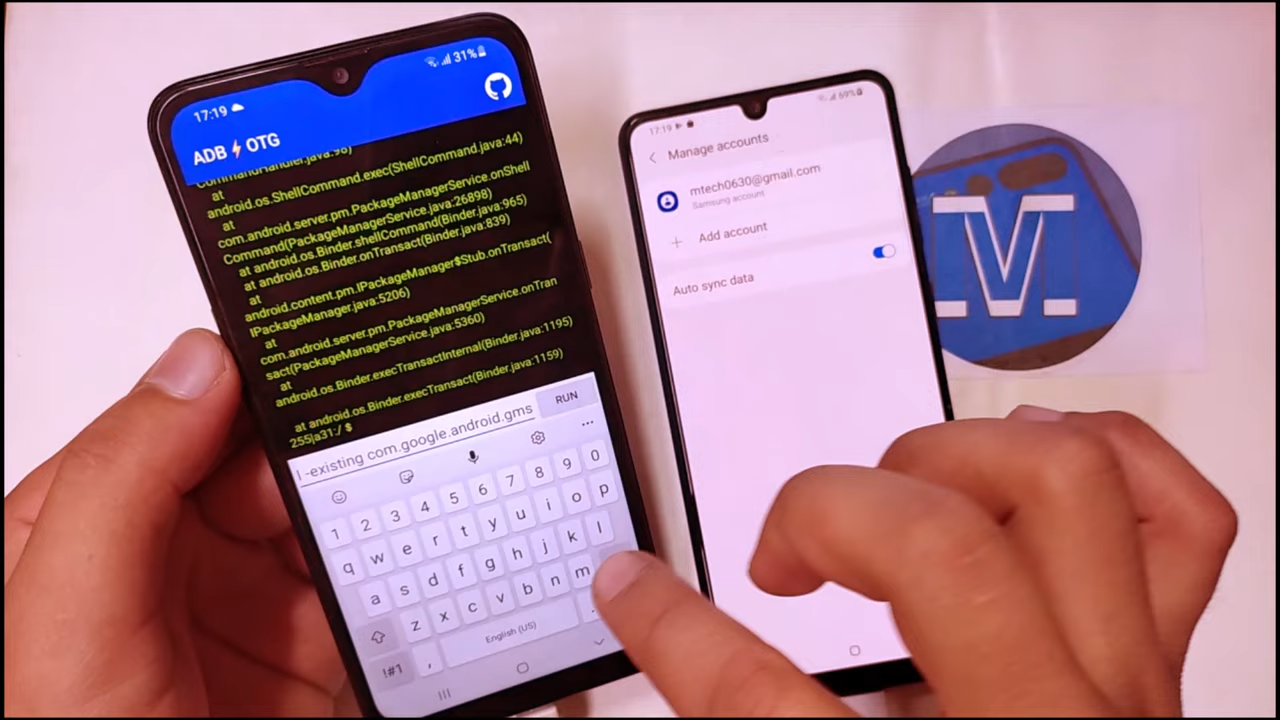 17:19
31%
ADB OTG
CommandHandler.java:98)
at
android.os.ShellCommand.exec(ShellCommand.java:44)
at
com.android.server.pm.PackageManagerService.onShell
Command(PackageManagerService.java:26898)
at android.os.Binder.shellCommand(Binder.java:965)
at android.os.Binder.onTransact(Binder.java:839)
at
android.content.pm.IPackageManager$Stub.onTransact(
IPackageManager.java:5206)
at
com.android.server.pm.PackageManagerService.onTran
sact(PackageManagerService.java:5360)
at
android.os.Binder.execTransactInternal(Binder.java:1195)
at android.os.Binder.execTransact(Binder.java:1159)
255|a31:/ $
l -existing com.google.android.gms
RUN
1 2 3 4 5 6 7 8 9 0
q w e r t y u i o p
a s d f g h j k l
z x c v b n m
!#1 , English (US) .
17:19
69%
Manage accounts
mtech0630@gmail.com
Samsung account
Add account
Auto sync data
M